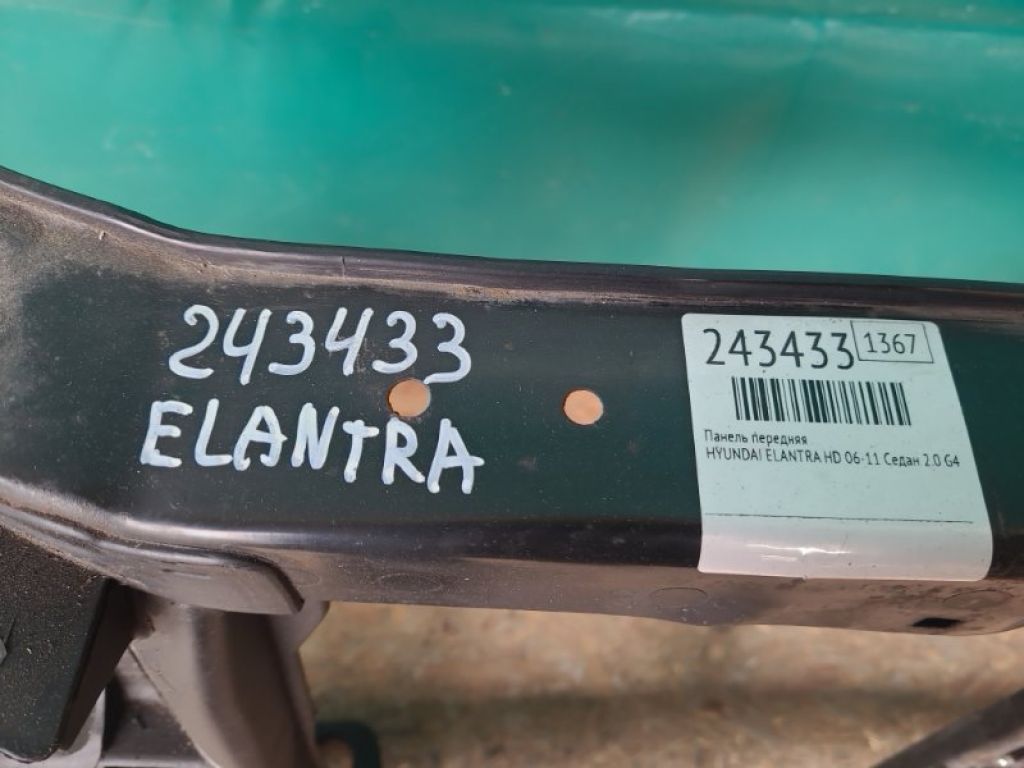 243433
ELANTRA
243433 1367
Панель передняя
HYUNDAI ELANTRA HD 06-11 Седан 2.0 G4